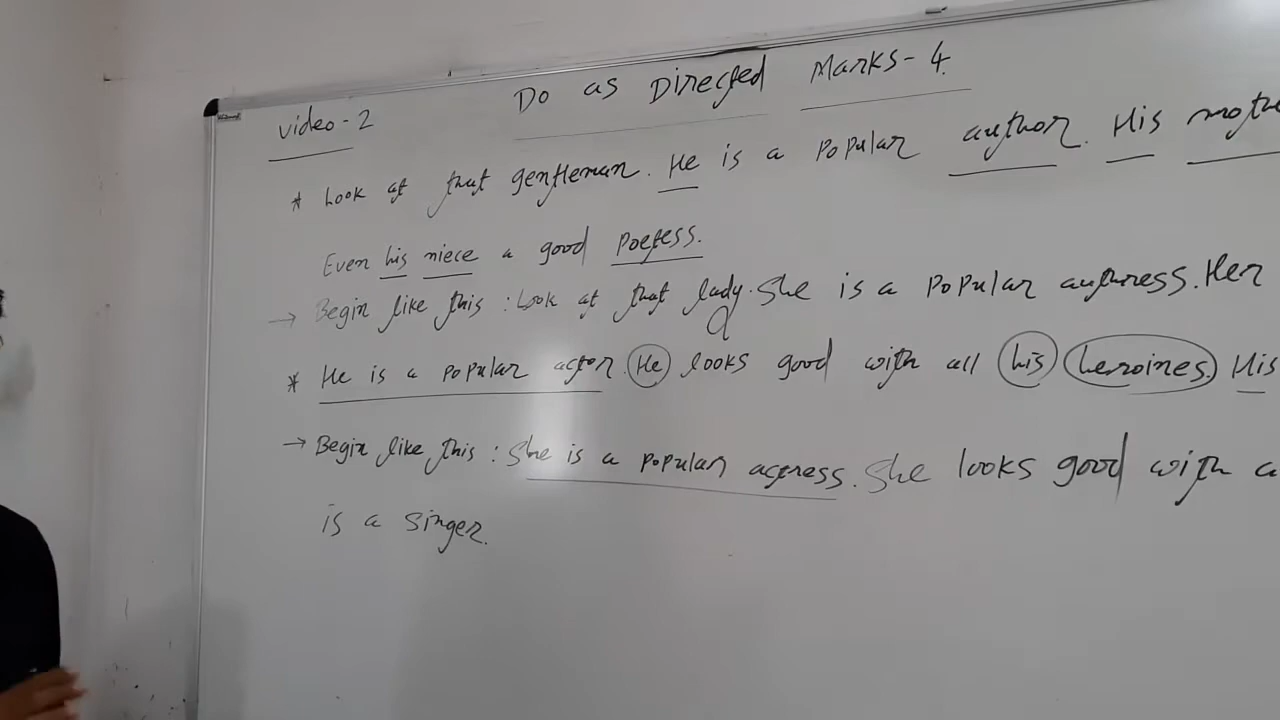 Video-2
Do as Directed Marks-4.
* Look at that gentleman. He is a popular author. His mothe
Even his niece a good Poetess.
→ Begin like this : Look at that lady. She is a popular authress. Her
* He is a popular actor. He looks good with all his heroines. His
→ Begin like this : She is a popular actress. She looks good with a
is a singer.